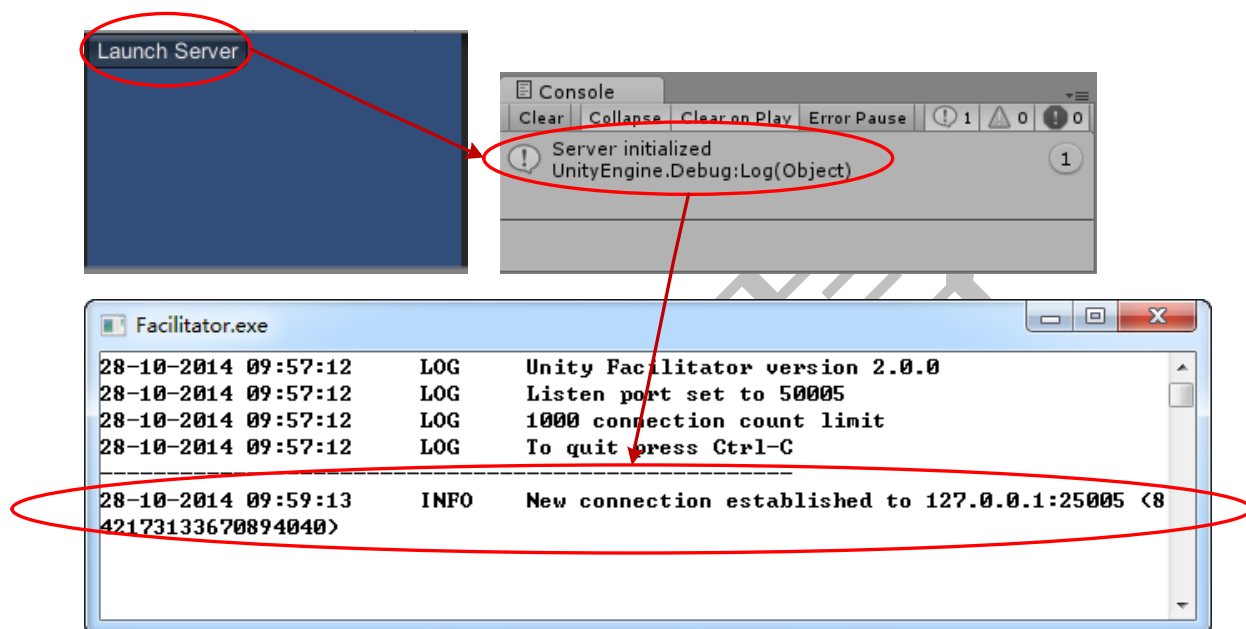 Launch Server
Console
Clear Collapse Clear on Play Error Pause 1 0 0
Server initialized
UnityEngine.Debug:Log(Object)
1
Facilitator.exe
28-10-2014 09:57:12 LOG Unity Facilitator version 2.0.0
28-10-2014 09:57:12 LOG Listen port set to 50005
28-10-2014 09:57:12 LOG 1000 connection count limit
28-10-2014 09:57:12 LOG To quit press Ctrl-C
----------------------------------------------------
28-10-2014 09:59:13 INFO New connection established to 127.0.0.1:25005 (8
42173133670894040)